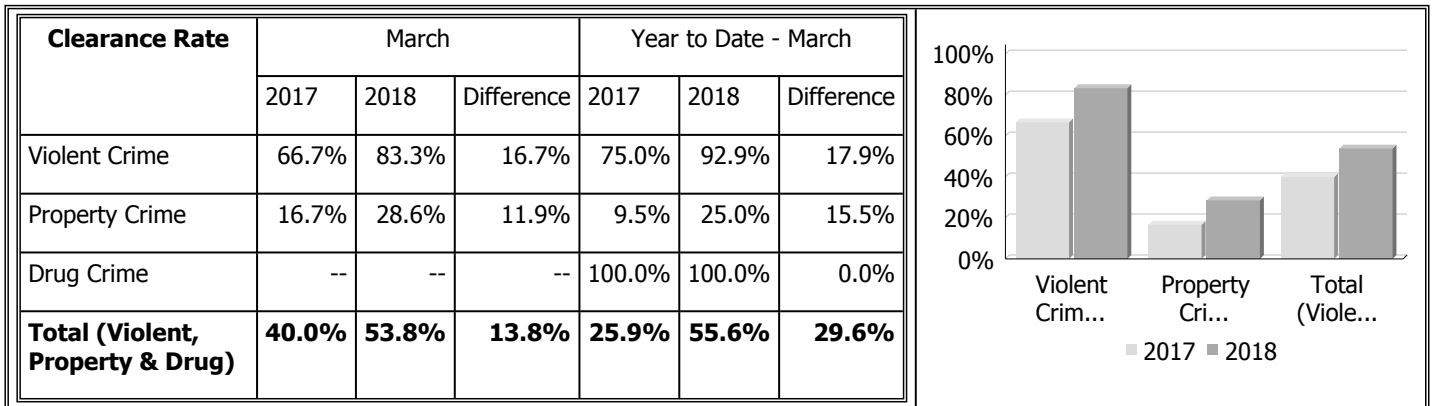 Clearance Rate March Year to Date - March
2017 2018 Difference 2017 2018 Difference
Violent Crime 66.7% 83.3% 16.7% 75.0% 92.9% 17.9%
Property Crime 16.7% 28.6% 11.9% 9.5% 25.0% 15.5%
Drug Crime -- -- -- 100.0% 100.0% 0.0%
Total (Violent, 40.0% 53.8% 13.8% 25.9% 55.6% 29.6%
Property & Drug)
100%
80%
60%
40%
20%
0%
Violent Property Total
Crim... Cri... (Viole...
2017 2018